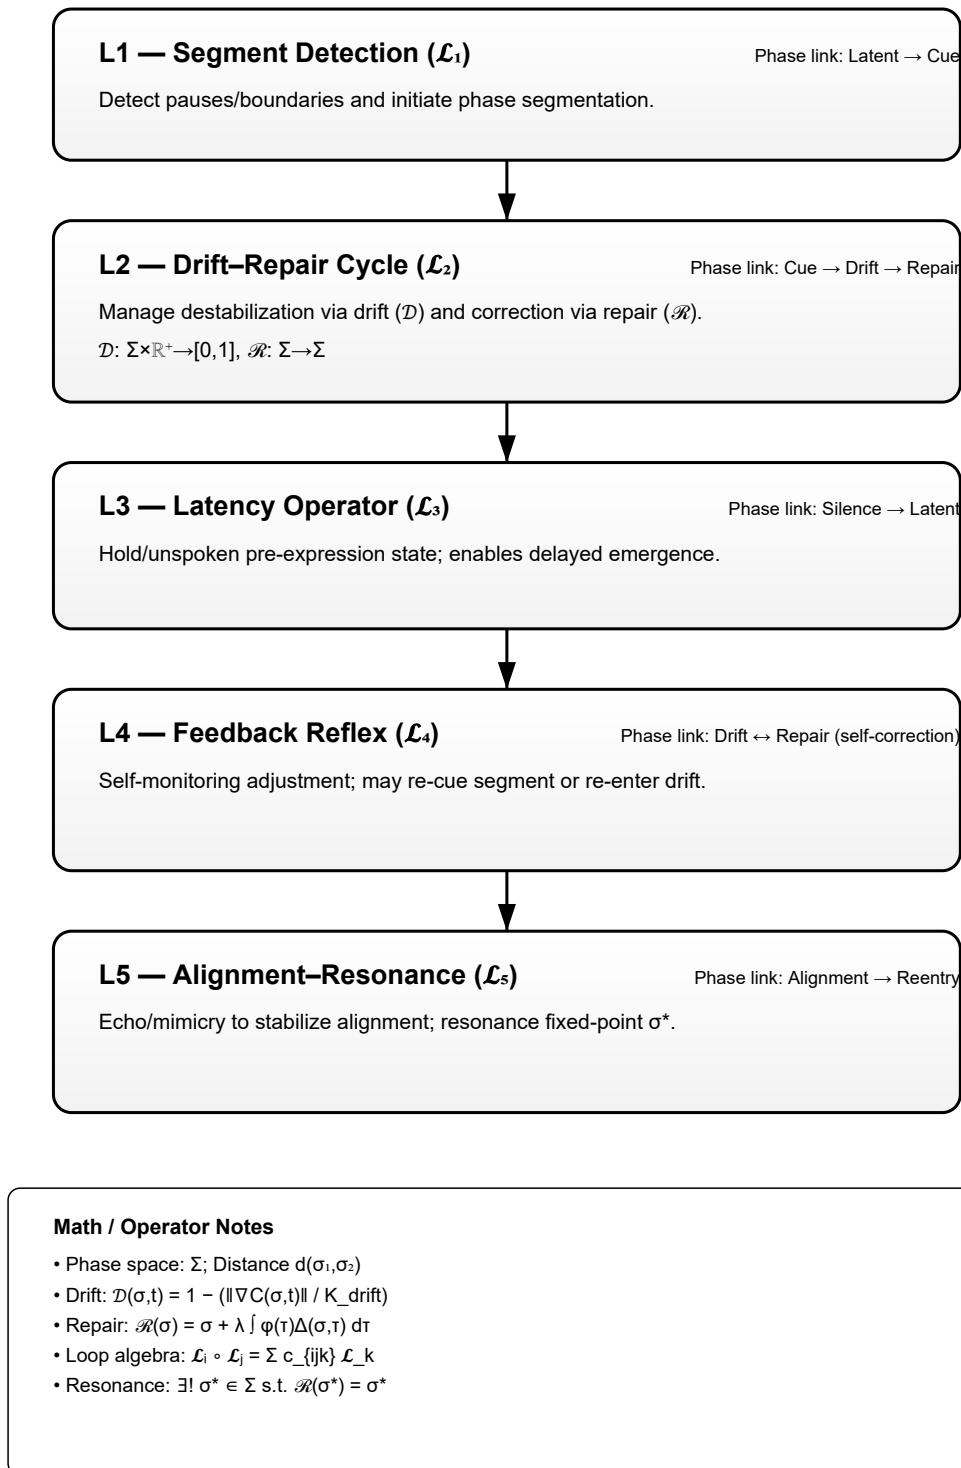 L1 — Segment Detection (𝓛₁)
Phase link: Latent → Cue
Detect pauses/boundaries and initiate phase segmentation.
L2 — Drift–Repair Cycle (𝓛₂)
Phase link: Cue → Drift → Repair
Manage destabilization via drift (𝒟) and correction via repair (ℛ).
𝒟: Σ×ℝ⁺→[0,1], ℛ: Σ→Σ
L3 — Latency Operator (𝓛₃)
Phase link: Silence → Latent
Hold/unspoken pre-expression state; enables delayed emergence.
L4 — Feedback Reflex (𝓛₄)
Phase link: Drift ↔ Repair (self-correction)
Self-monitoring adjustment; may re-cue segment or re-enter drift.
L5 — Alignment–Resonance (𝓛₅)
Phase link: Alignment → Reentry
Echo/mimicry to stabilize alignment; resonance fixed-point σ*.
Math / Operator Notes
• Phase space: Σ; Distance d(σ₁,σ₂)
• Drift: 𝒟(σ,t) = 1 − (‖∇C(σ,t)‖ / K_drift)
• Repair: ℛ(σ) = σ + λ ∫ φ(τ)Δ(σ,τ) dτ
• Loop algebra: 𝓛ᵢ ∘ 𝓛ⱼ = Σ c_{ijk} 𝓛_k
• Resonance: ∃! σ* ∈ Σ s.t. ℛ(σ*) = σ*